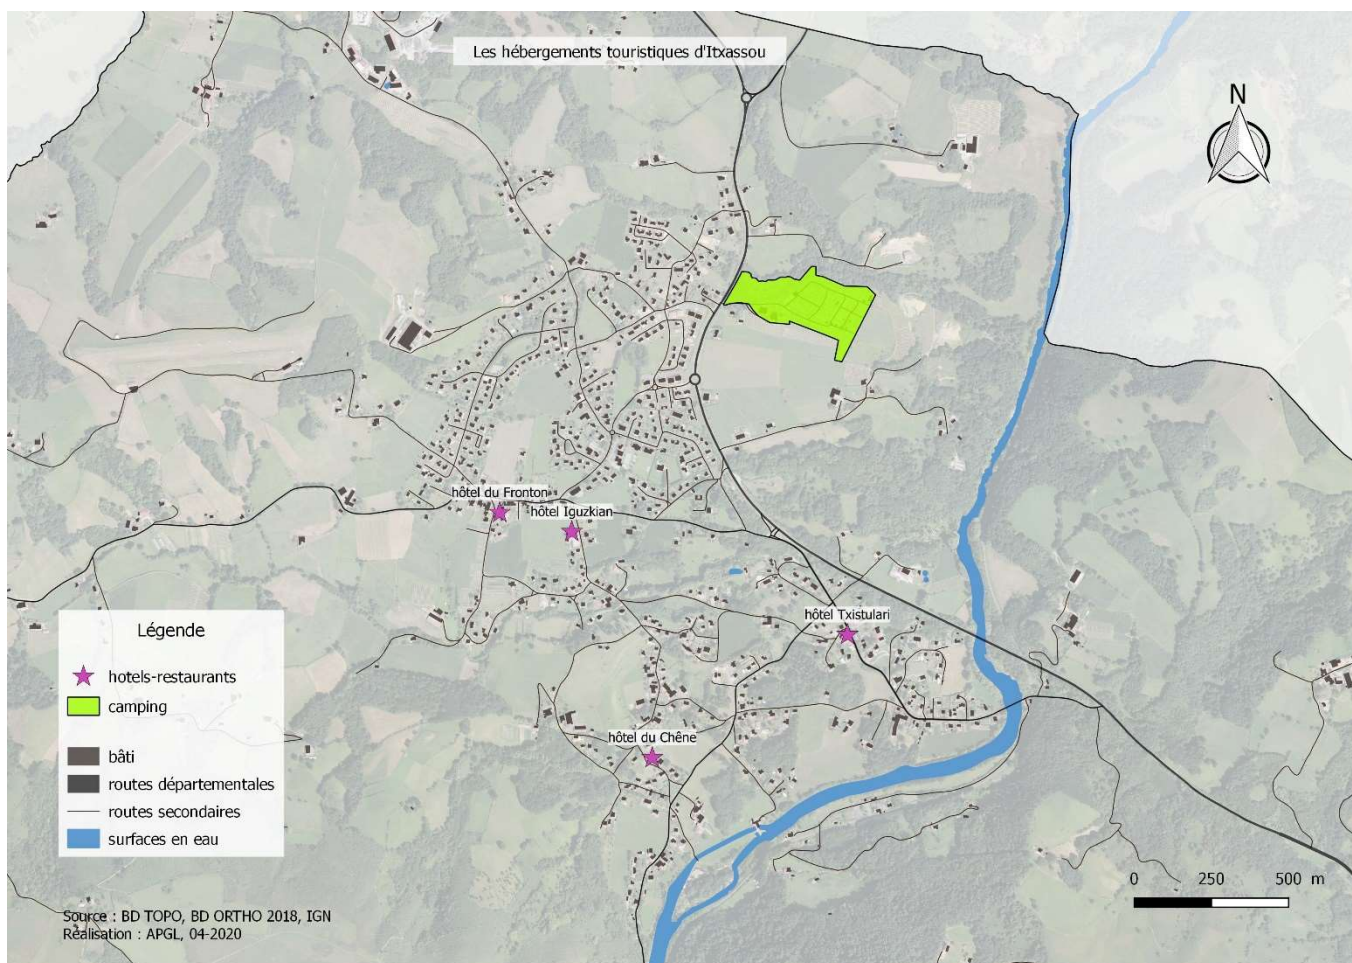 Les hébergements touristiques d'Itxassou
N
hôtel du Fronton
hôtel Iguzkian
hôtel Txistulari
hôtel du Chêne
Légende
hotels-restaurants
camping
bâti
routes départementales
routes secondaires
surfaces en eau
0 250 500 m
Source : BD TOPO, BD ORTHO 2018, IGN
Réalisation : APGL, 04-2020